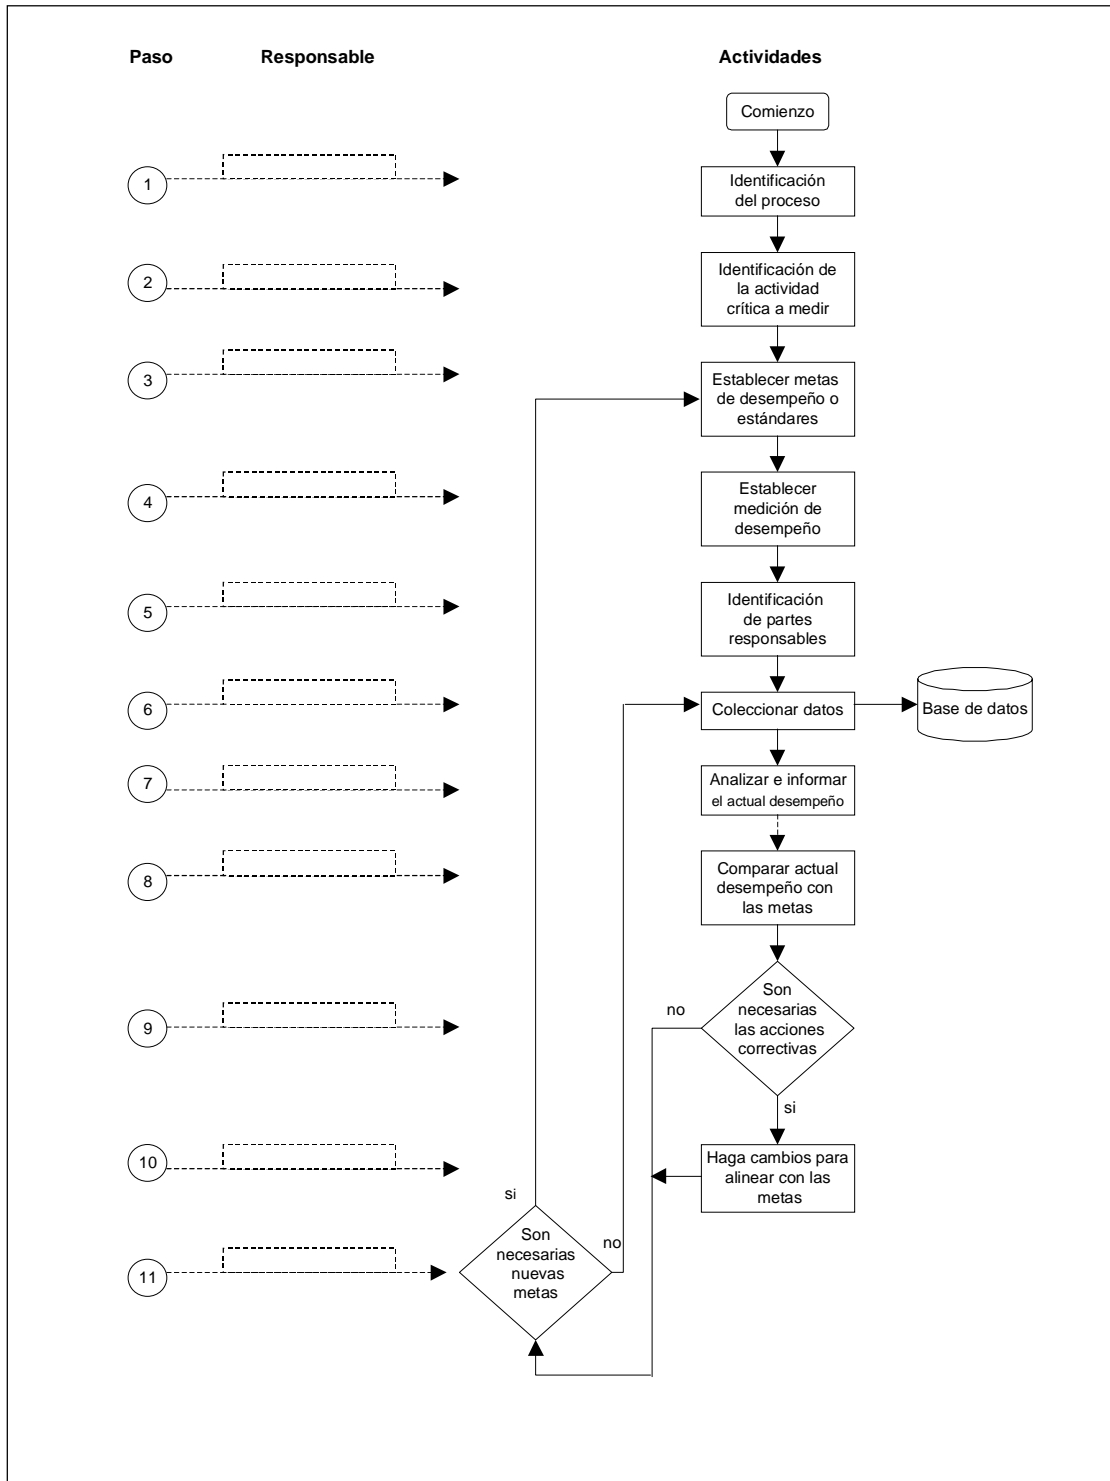 Paso Responsable Actividades
Comienzo
1
Identificación
del proceso
2
Identificación de
la actividad
crítica a medir
3
Establecer metas
de desempeño o
estándares
4
Establecer
medición de
desempeño
5
Identificación
de partes
responsables
6
Coleccionar datos
Base de datos
7
Analizar e informar
el actual desempeño
8
Comparar actual
desempeño con
las metas
9
Son
necesarias
las acciones
correctivas
no
si
10
Haga cambios para
alinear con las
metas
11
Son
necesarias
nuevas
metas
si
no